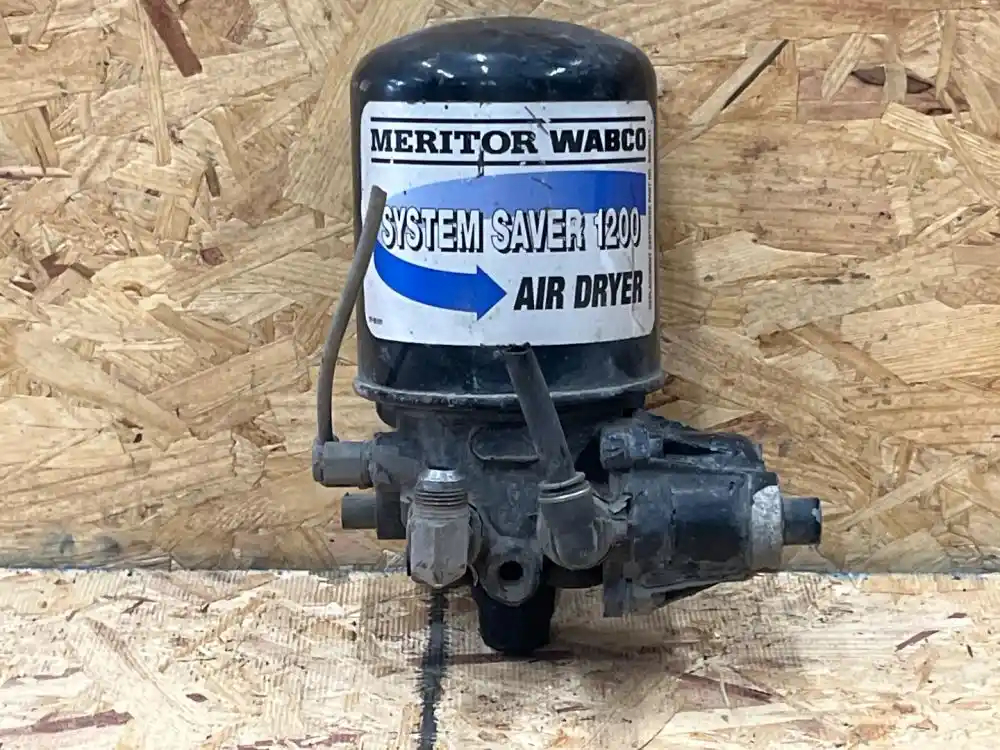 MERITOR WABCO
SYSTEM SAVER 1200
AIR DRYER